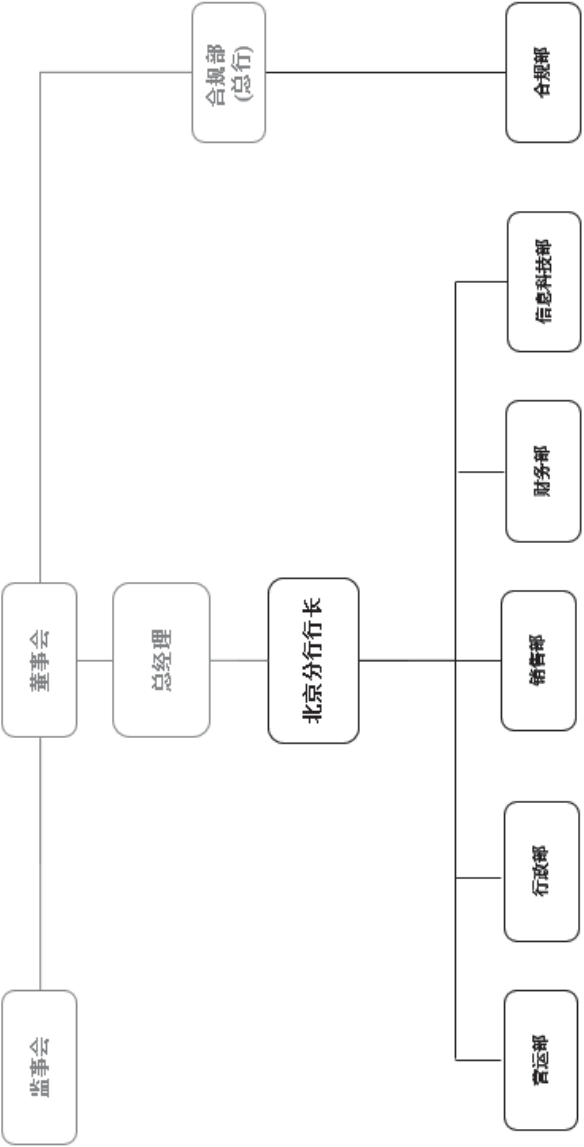 监事会
董事会
总经理
合规部
(总行)
北京分行行长
营运部
行政部
销售部
财务部
信息科技部
合规部